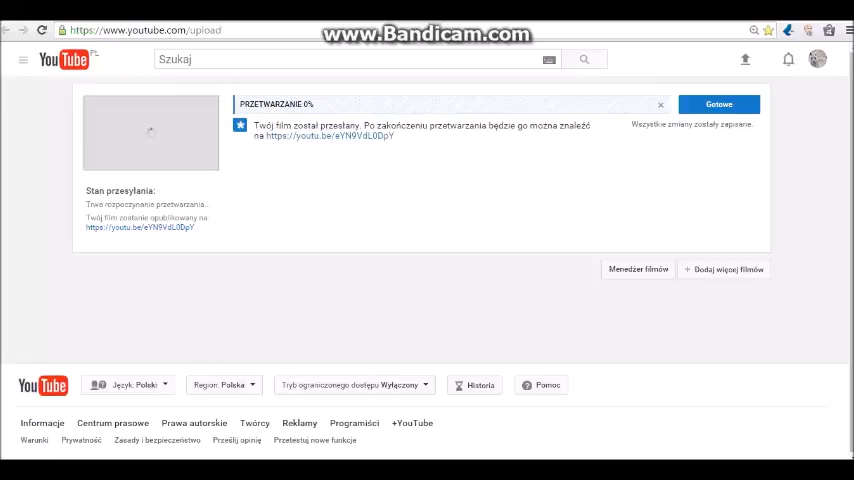 https://www.youtube.com/upload
www.Bandicam.com
YouTube PL
Szukaj
PRZETWARZANIE 0%
Gotowe
Twój film został przesłany. Po zakończeniu przetwarzania będzie go można znaleźć
na https://youtu.be/eYN9VdL0DpY
Wszystkie zmiany zostały zapisane.
Stan przesyłania:
Trwa rozpoczynanie przetwarzania...
Twój film zostanie opublikowany na:
https://youtu.be/eYN9VdL0DpY
Menedżer filmów
+ Dodaj więcej filmów
YouTube
Język: Polski
Region: Polska
Tryb ograniczonego dostępu Wyłączony
Historia
Pomoc
Informacje Centrum prasowe Prawa autorskie Twórcy Reklamy Programiści +YouTube
Warunki Prywatność Zasady i bezpieczeństwo Prześlij opinię Przetestuj nowe funkcje